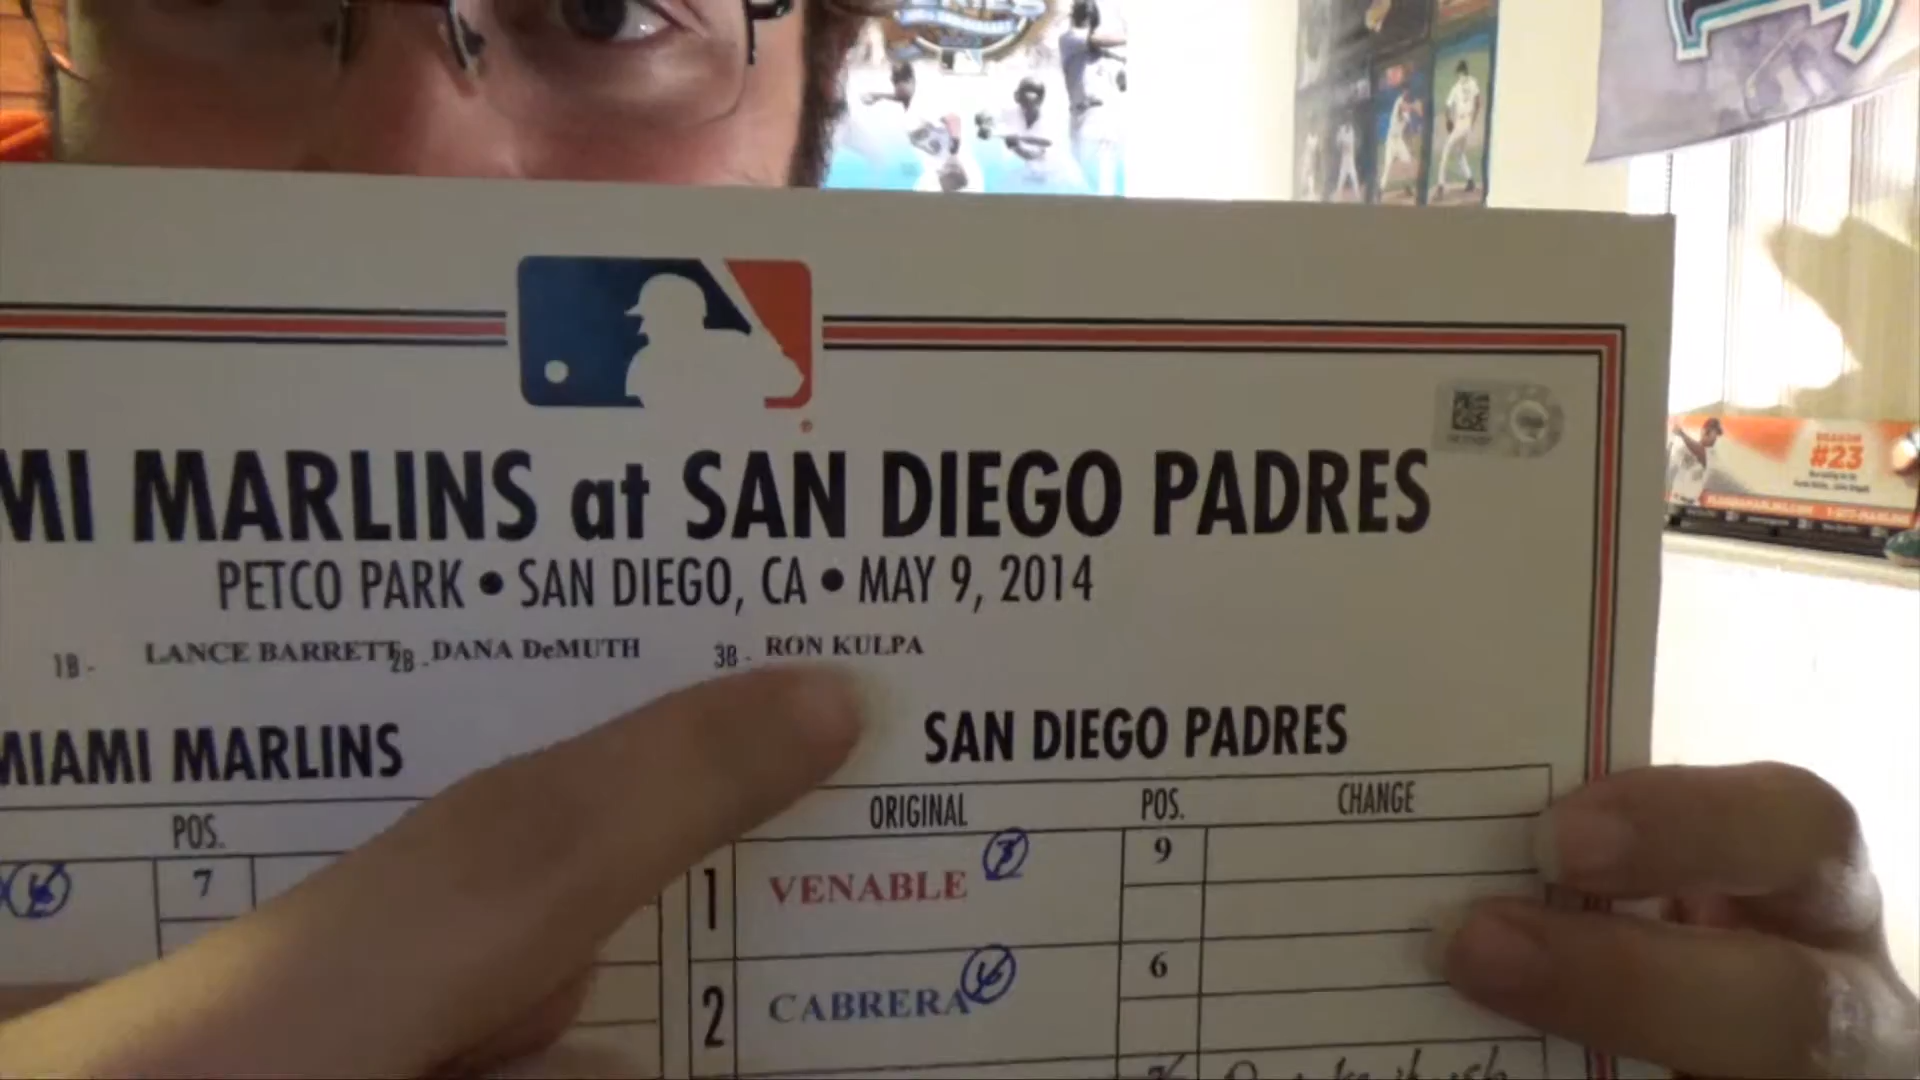 MI MARLINS at SAN DIEGO PADRES
PETCO PARK • SAN DIEGO, CA • MAY 9, 2014
1B - LANCE BARRETT 2B - DANA DeMUTH 3B - RON KULPA
MIAMI MARLINS
SAN DIEGO PADRES
POS.
ORIGINAL POS. CHANGE
7
1 VENABLE 9
2 CABRERA 6
#23